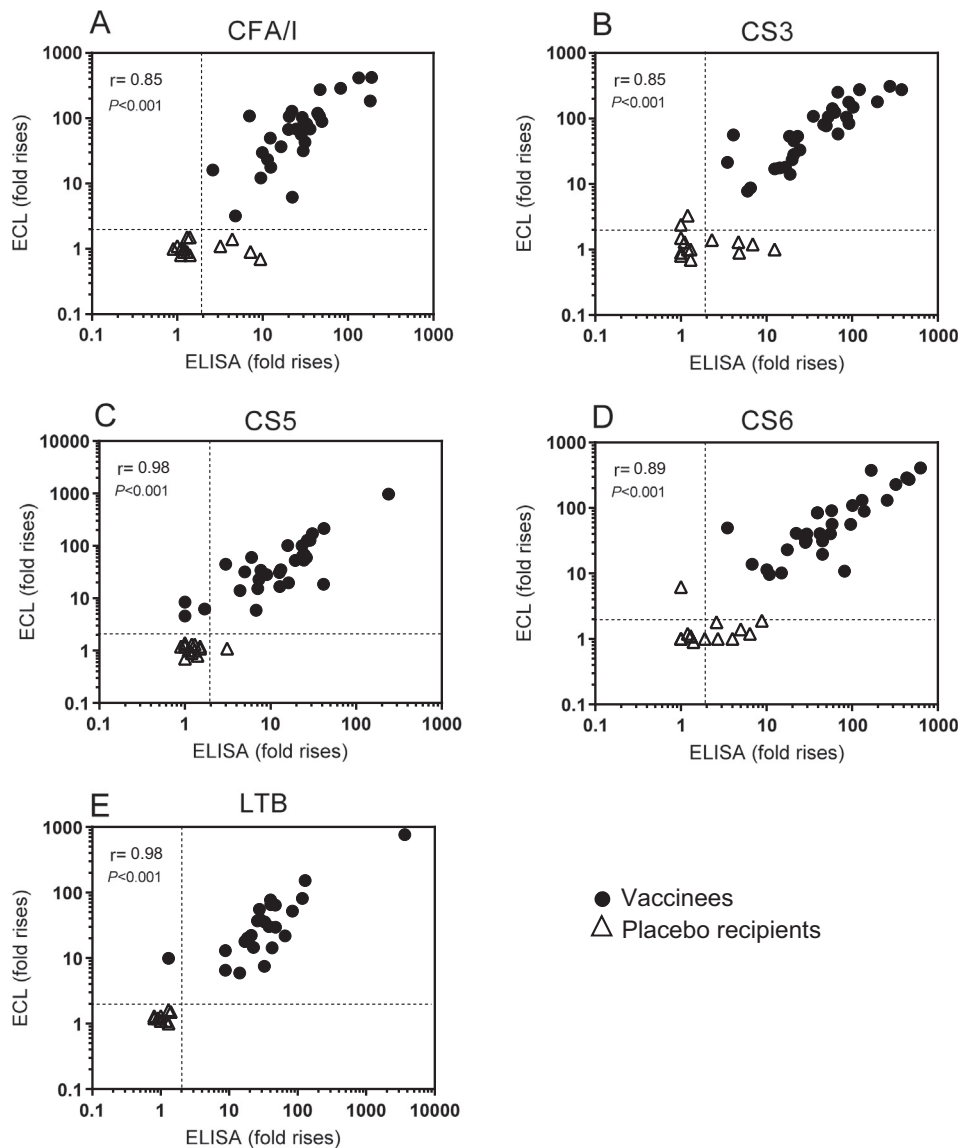 A
CFA/I
r= 0.85
P<0.001
ECL (fold rises)
1000
100
10
1
0.1
0.1 1 10 100 1000
ELISA (fold rises)
B
CS3
r= 0.85
P<0.001
ECL (fold rises)
1000
100
10
1
0.1
0.1 1 10 100 1000
ELISA (fold rises)
C
CS5
r= 0.98
P<0.001
ECL (fold rises)
10000
1000
100
10
1
0.1
0.1 1 10 100 1000
ELISA (fold rises)
D
CS6
r= 0.89
P<0.001
ECL (fold rises)
1000
100
10
1
0.1
0.1 1 10 100 1000
ELISA (fold rises)
E
LTB
r= 0.98
P<0.001
ECL (fold rises)
1000
100
10
1
0.1
0.1 1 10 100 1000 10000
ELISA (fold rises)
Vaccinees
Placebo recipients